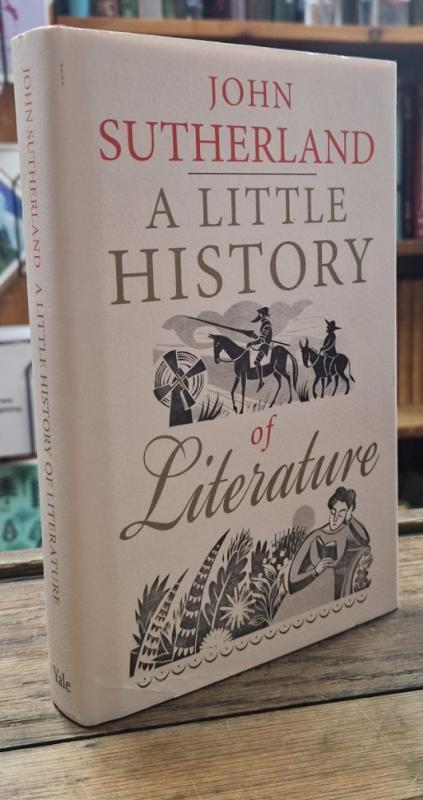 JOHN
SUTHERLAND
A LITTLE
HISTORY
of
Literature
JOHN SUTHERLAND A LITTLE HISTORY OF LITERATURE
Yale